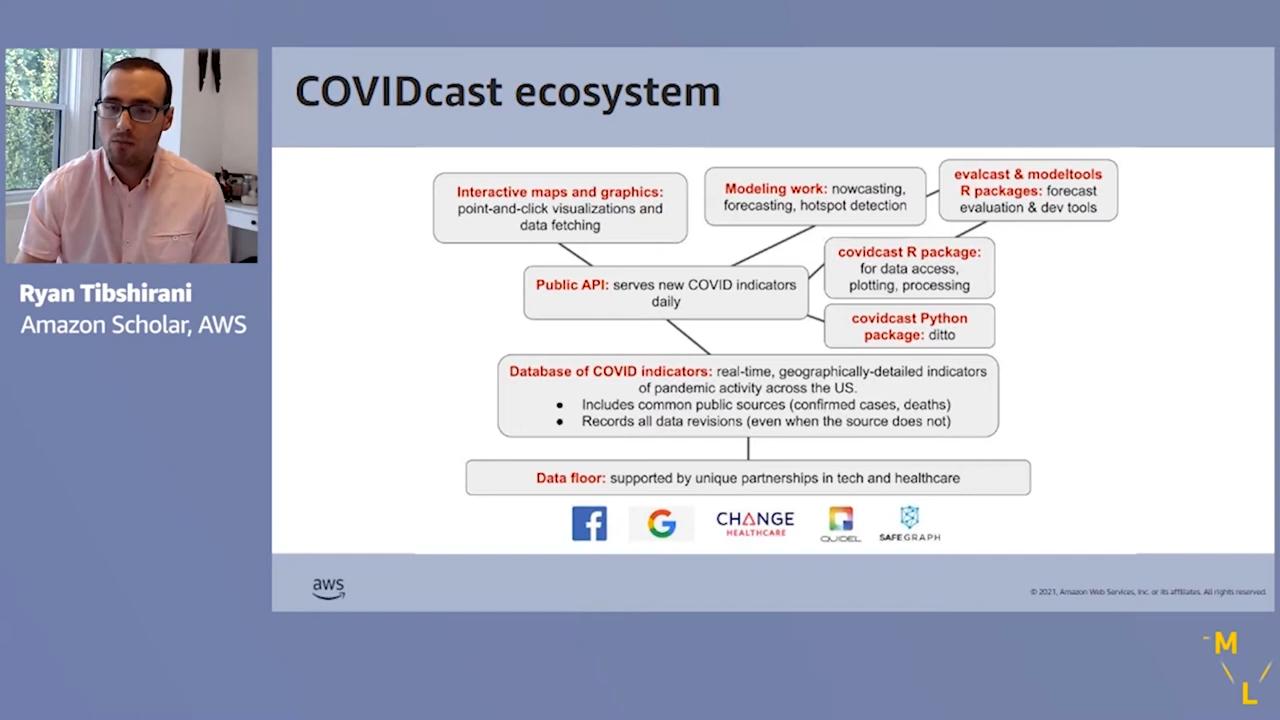 COVIDcast ecosystem
Ryan Tibshirani
Amazon Scholar, AWS
Interactive maps and graphics:
point-and-click visualizations and
data fetching
Modeling work: nowcasting,
forecasting, hotspot detection
evalcast & modeltools
R packages: forecast
evaluation & dev tools
Public API: serves new COVID indicators
daily
covidcast R package:
for data access,
plotting, processing
covidcast Python
package: ditto
Database of COVID indicators: real-time, geographically-detailed indicators
of pandemic activity across the US.
● Includes common public sources (confirmed cases, deaths)
● Records all data revisions (even when the source does not)
Data floor: supported by unique partnerships in tech and healthcare
f
G
CHANGE
HEALTHCARE
QUIDEL
SAFEGRAPH
aws
© 2021, Amazon Web Services, Inc. or its affiliates. All rights reserved.
M
L